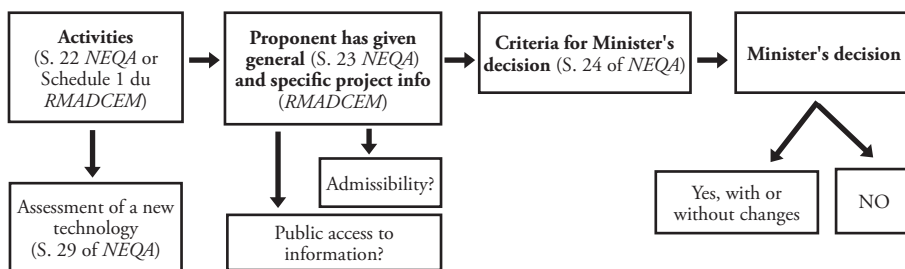 Activities
(S. 22 NEQA or
Schedule 1 du
RMADCEM)
Proponent has given
general (S. 23 NEQA)
and specific project info
(RMADCEM)
Criteria for Minister's
decision (S. 24 of NEQA)
Minister's decision
Assessment of a new
technology
(S. 29 of NEQA)
Admissibility?
Public access to
information?
Yes, with or
without changes
NO